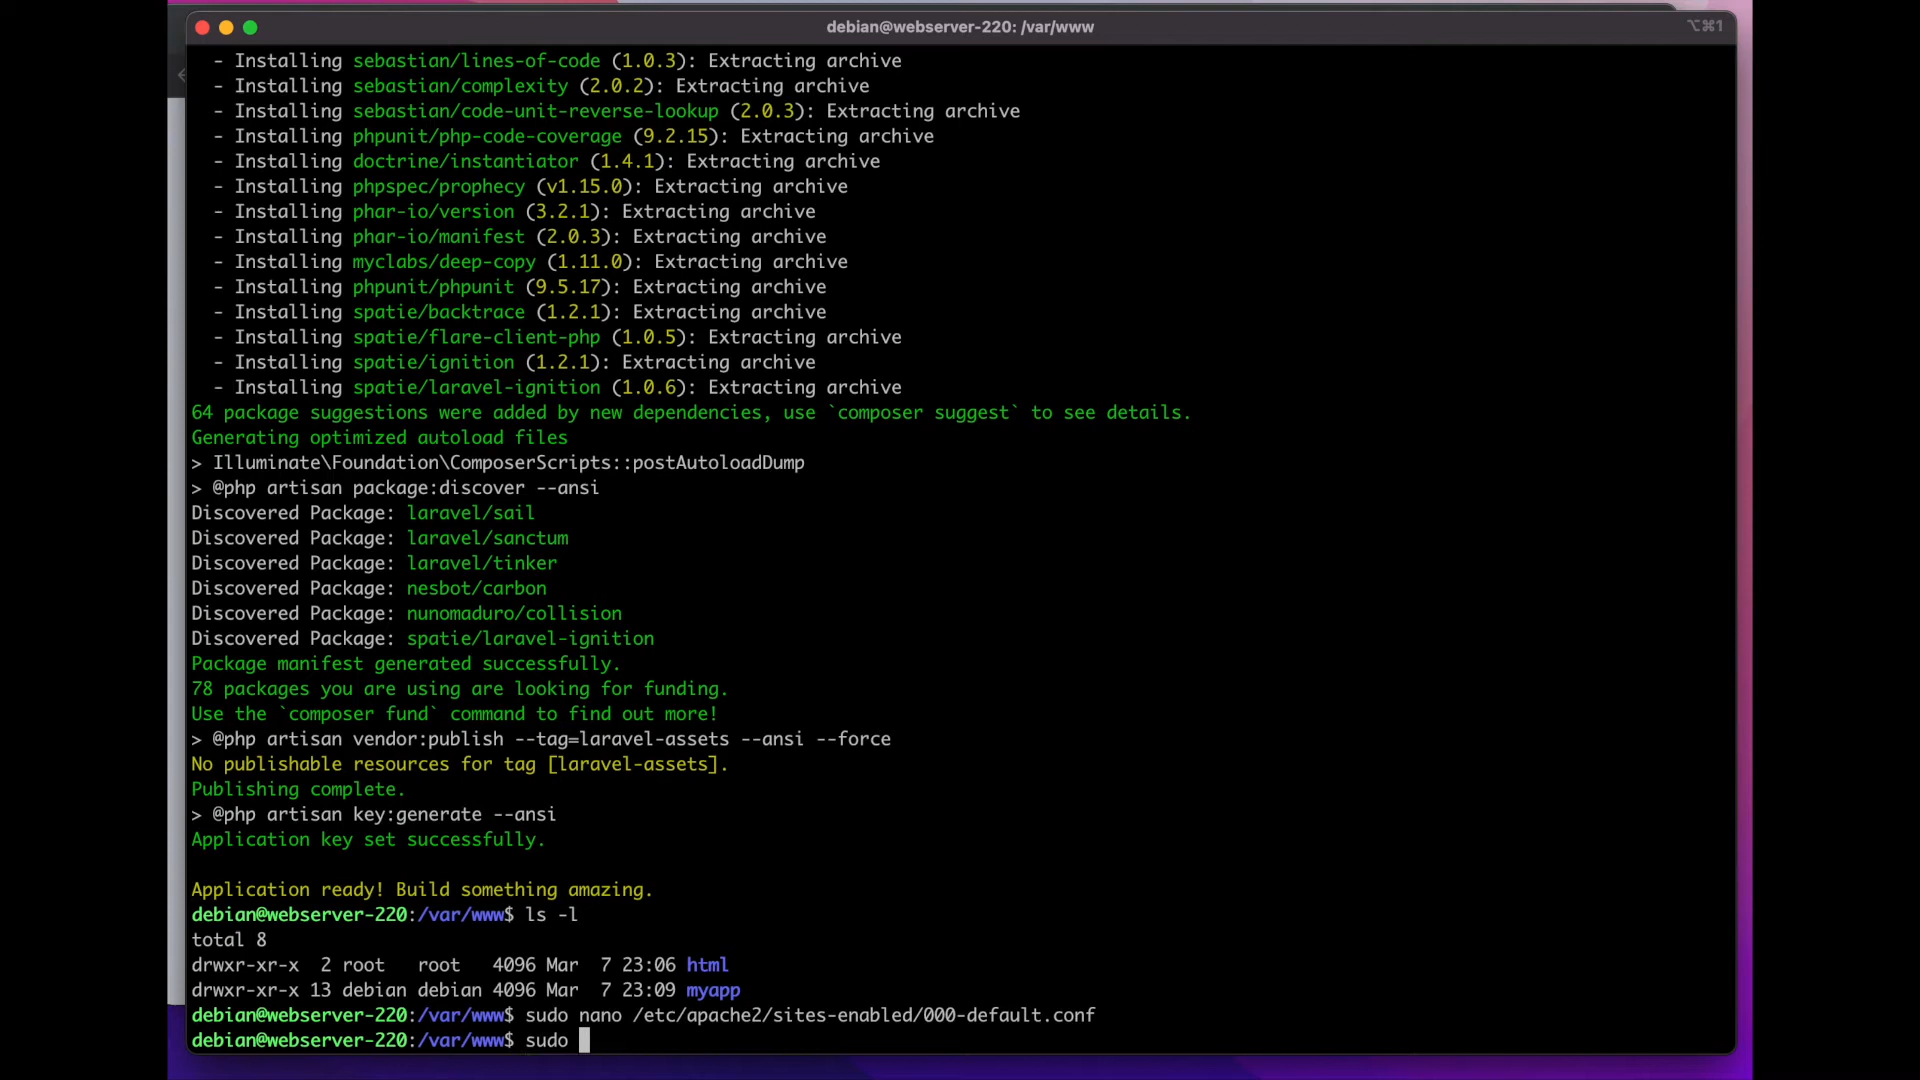 debian@webserver-220: /var/www
⌥⌘1
- Installing sebastian/lines-of-code (1.0.3): Extracting archive
- Installing sebastian/complexity (2.0.2): Extracting archive
- Installing sebastian/code-unit-reverse-lookup (2.0.3): Extracting archive
- Installing phpunit/php-code-coverage (9.2.15): Extracting archive
- Installing doctrine/instantiator (1.4.1): Extracting archive
- Installing phpspec/prophecy (v1.15.0): Extracting archive
- Installing phar-io/version (3.2.1): Extracting archive
- Installing phar-io/manifest (2.0.3): Extracting archive
- Installing myclabs/deep-copy (1.11.0): Extracting archive
- Installing phpunit/phpunit (9.5.17): Extracting archive
- Installing spatie/backtrace (1.2.1): Extracting archive
- Installing spatie/flare-client-php (1.0.5): Extracting archive
- Installing spatie/ignition (1.2.1): Extracting archive
- Installing spatie/laravel-ignition (1.0.6): Extracting archive
64 package suggestions were added by new dependencies, use `composer suggest` to see details.
Generating optimized autoload files
> Illuminate\Foundation\ComposerScripts::postAutoloadDump
> @php artisan package:discover --ansi
Discovered Package: laravel/sail
Discovered Package: laravel/sanctum
Discovered Package: laravel/tinker
Discovered Package: nesbot/carbon
Discovered Package: nunomaduro/collision
Discovered Package: spatie/laravel-ignition
Package manifest generated successfully.
78 packages you are using are looking for funding.
Use the `composer fund` command to find out more!
> @php artisan vendor:publish --tag=laravel-assets --ansi --force
No publishable resources for tag [laravel-assets].
Publishing complete.
> @php artisan key:generate --ansi
Application key set successfully.
Application ready! Build something amazing.
debian@webserver-220:/var/www$ ls -l
total 8
drwxr-xr-x  2 root   root   4096 Mar  7 23:06 html
drwxr-xr-x 13 debian debian 4096 Mar  7 23:09 myapp
debian@webserver-220:/var/www$ sudo nano /etc/apache2/sites-enabled/000-default.conf
debian@webserver-220:/var/www$ sudo